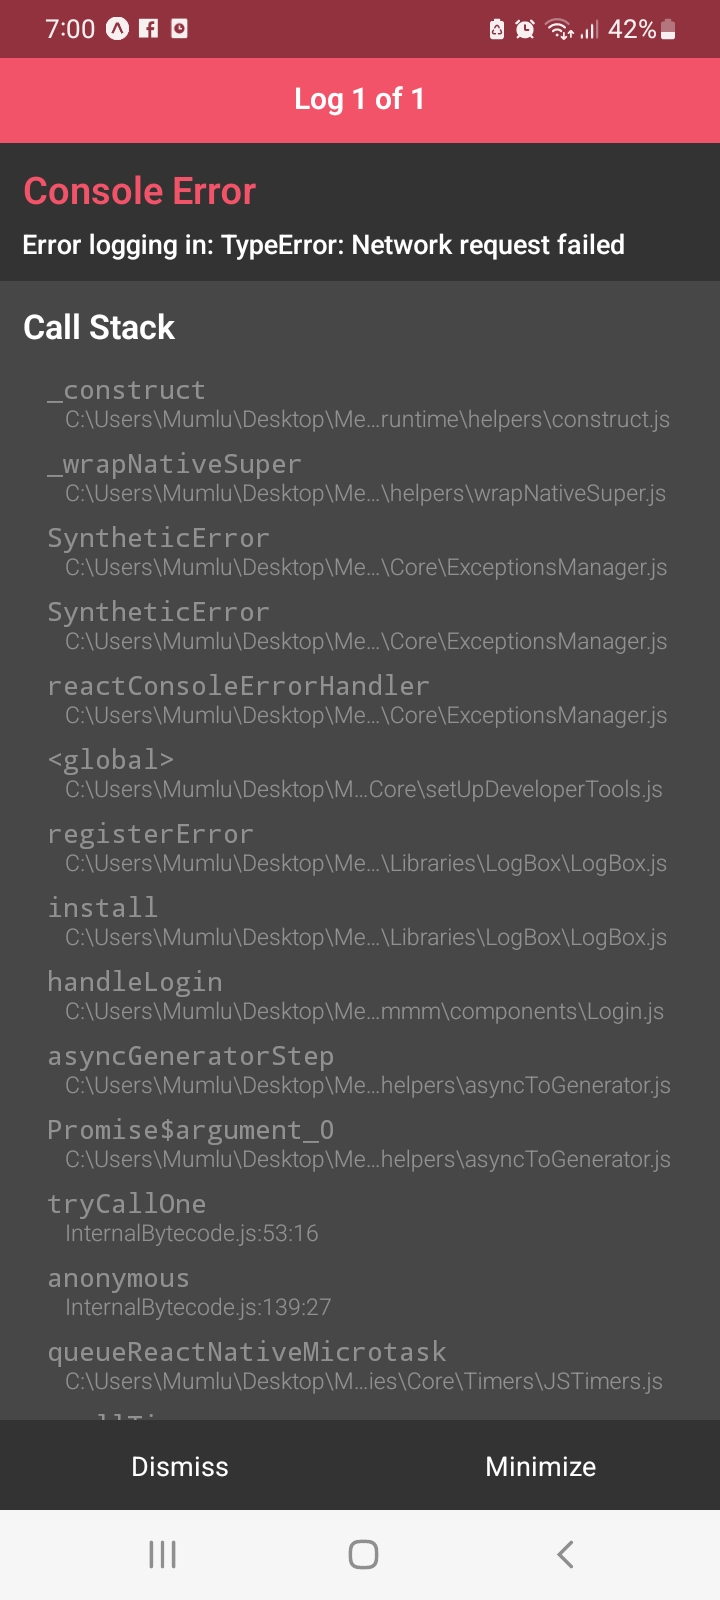 7:00
42%
Log 1 of 1
Console Error
Error logging in: TypeError: Network request failed
Call Stack
_construct
C:\Users\Mumlu\Desktop\Me...runtime\helpers\construct.js
_wrapNativeSuper
C:\Users\Mumlu\Desktop\Me...\helpers\wrapNativeSuper.js
SyntheticError
C:\Users\Mumlu\Desktop\Me...\Core\ExceptionsManager.js
SyntheticError
C:\Users\Mumlu\Desktop\Me...\Core\ExceptionsManager.js
reactConsoleErrorHandler
C:\Users\Mumlu\Desktop\Me...\Core\ExceptionsManager.js
<global>
C:\Users\Mumlu\Desktop\M...Core\setUpDeveloperTools.js
registerError
C:\Users\Mumlu\Desktop\Me...\Libraries\LogBox\LogBox.js
install
C:\Users\Mumlu\Desktop\Me...\Libraries\LogBox\LogBox.js
handleLogin
C:\Users\Mumlu\Desktop\Me...mmm\components\Login.js
asyncGeneratorStep
C:\Users\Mumlu\Desktop\Me...helpers\asyncToGenerator.js
Promise$argument_0
C:\Users\Mumlu\Desktop\Me...helpers\asyncToGenerator.js
tryCallOne
InternalBytecode.js:53:16
anonymous
InternalBytecode.js:139:27
queueReactNativeMicrotask
C:\Users\Mumlu\Desktop\M...ies\Core\Timers\JSTimers.js
Dismiss
Minimize